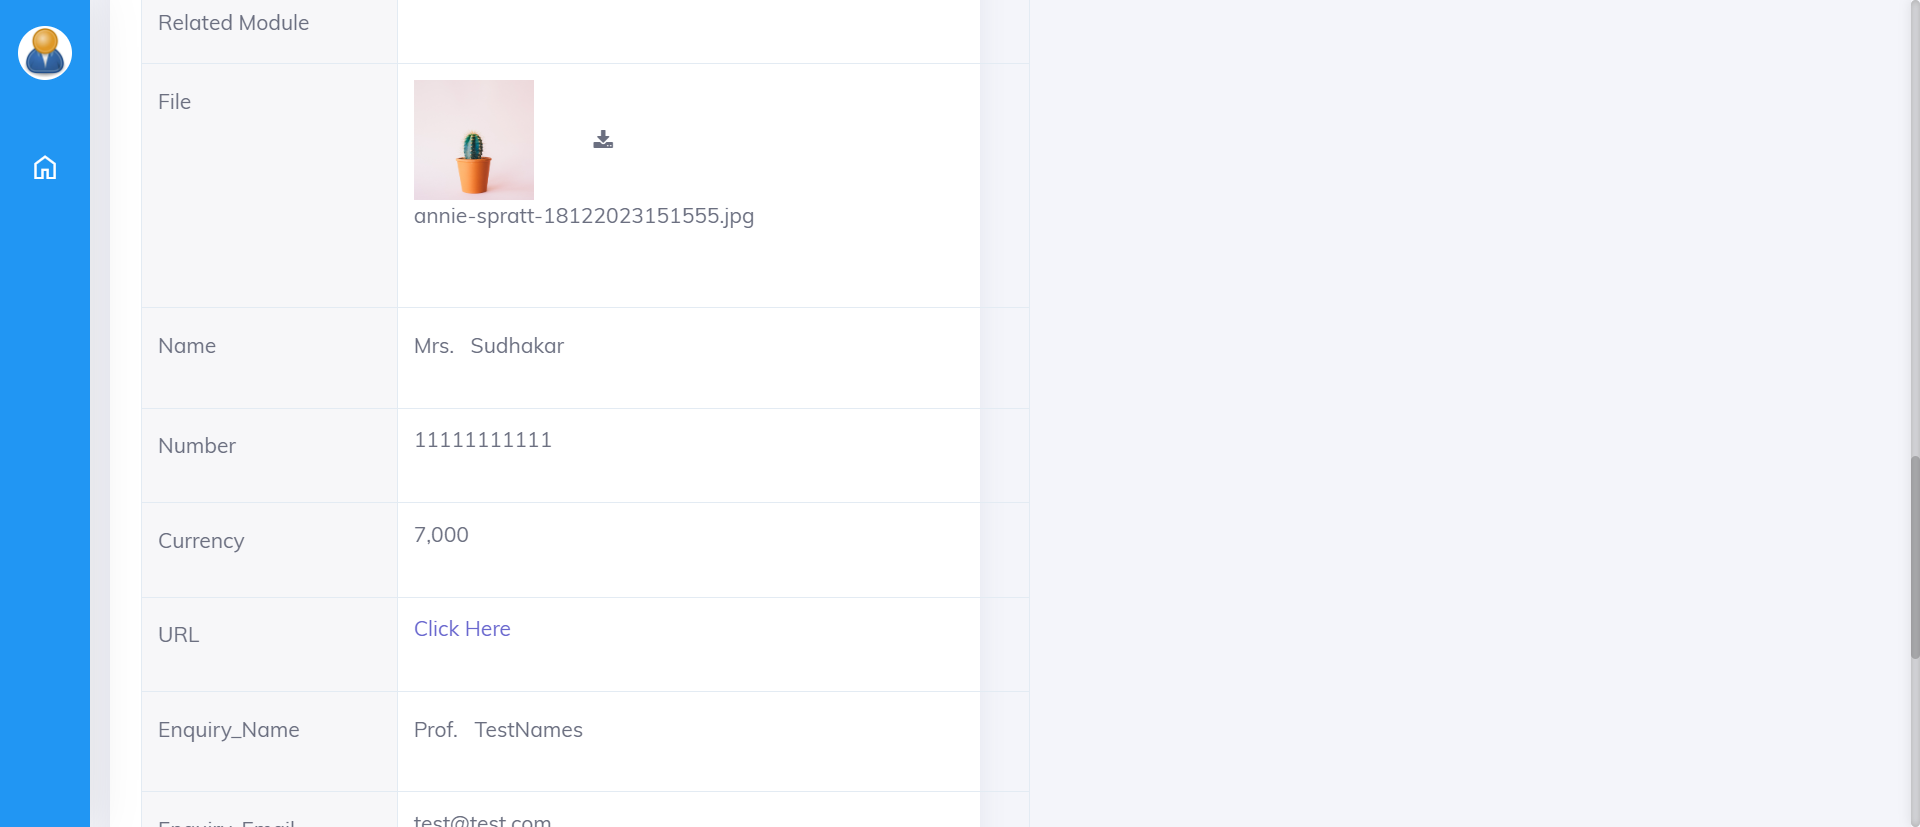 Related Module
File
annie-spratt-18122023151555.jpg
Name Mrs. Sudhakar
Number 11111111111
Currency 7,000
URL Click Here
Enquiry_Name Prof. TestNames
Enquiry_Email test@test.com